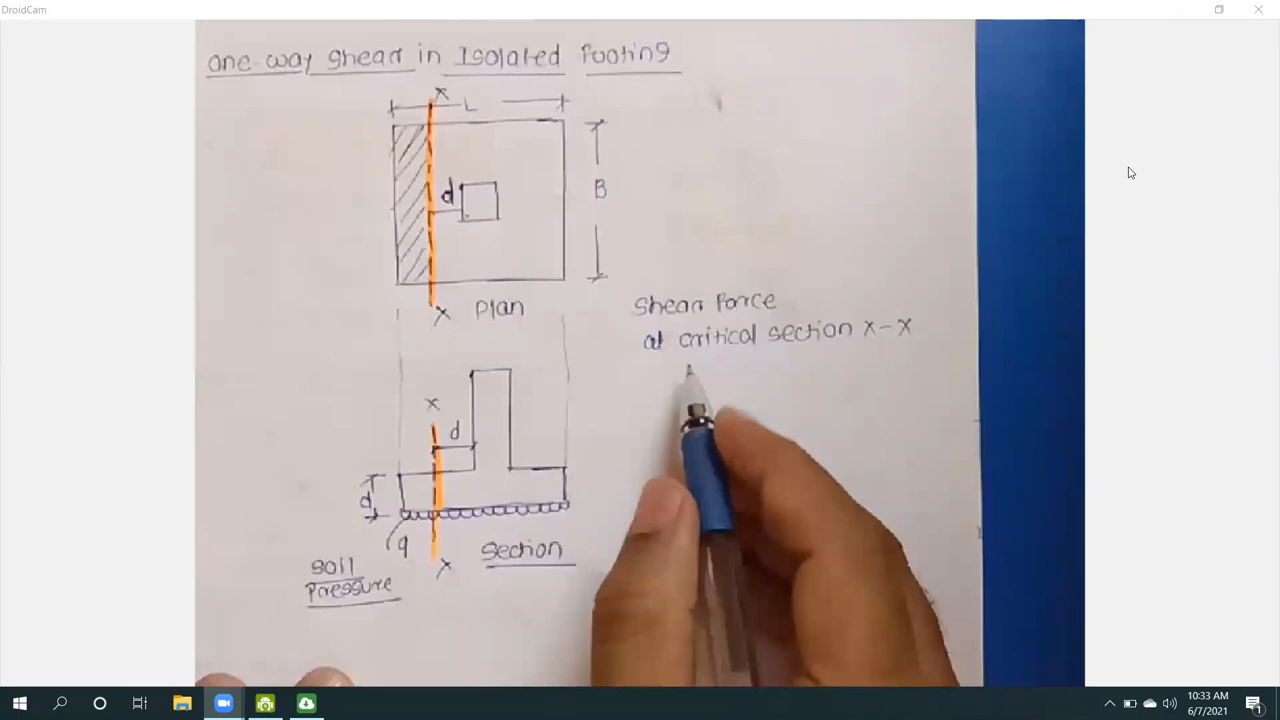 DroidCam
one-way shear in Isolated footing
X
L
d
B
X
Plan
Shear Force
at critical section X-X
X
d
d
q
Section
soil
Pressure
X
10:33 AM
6/7/2021
1